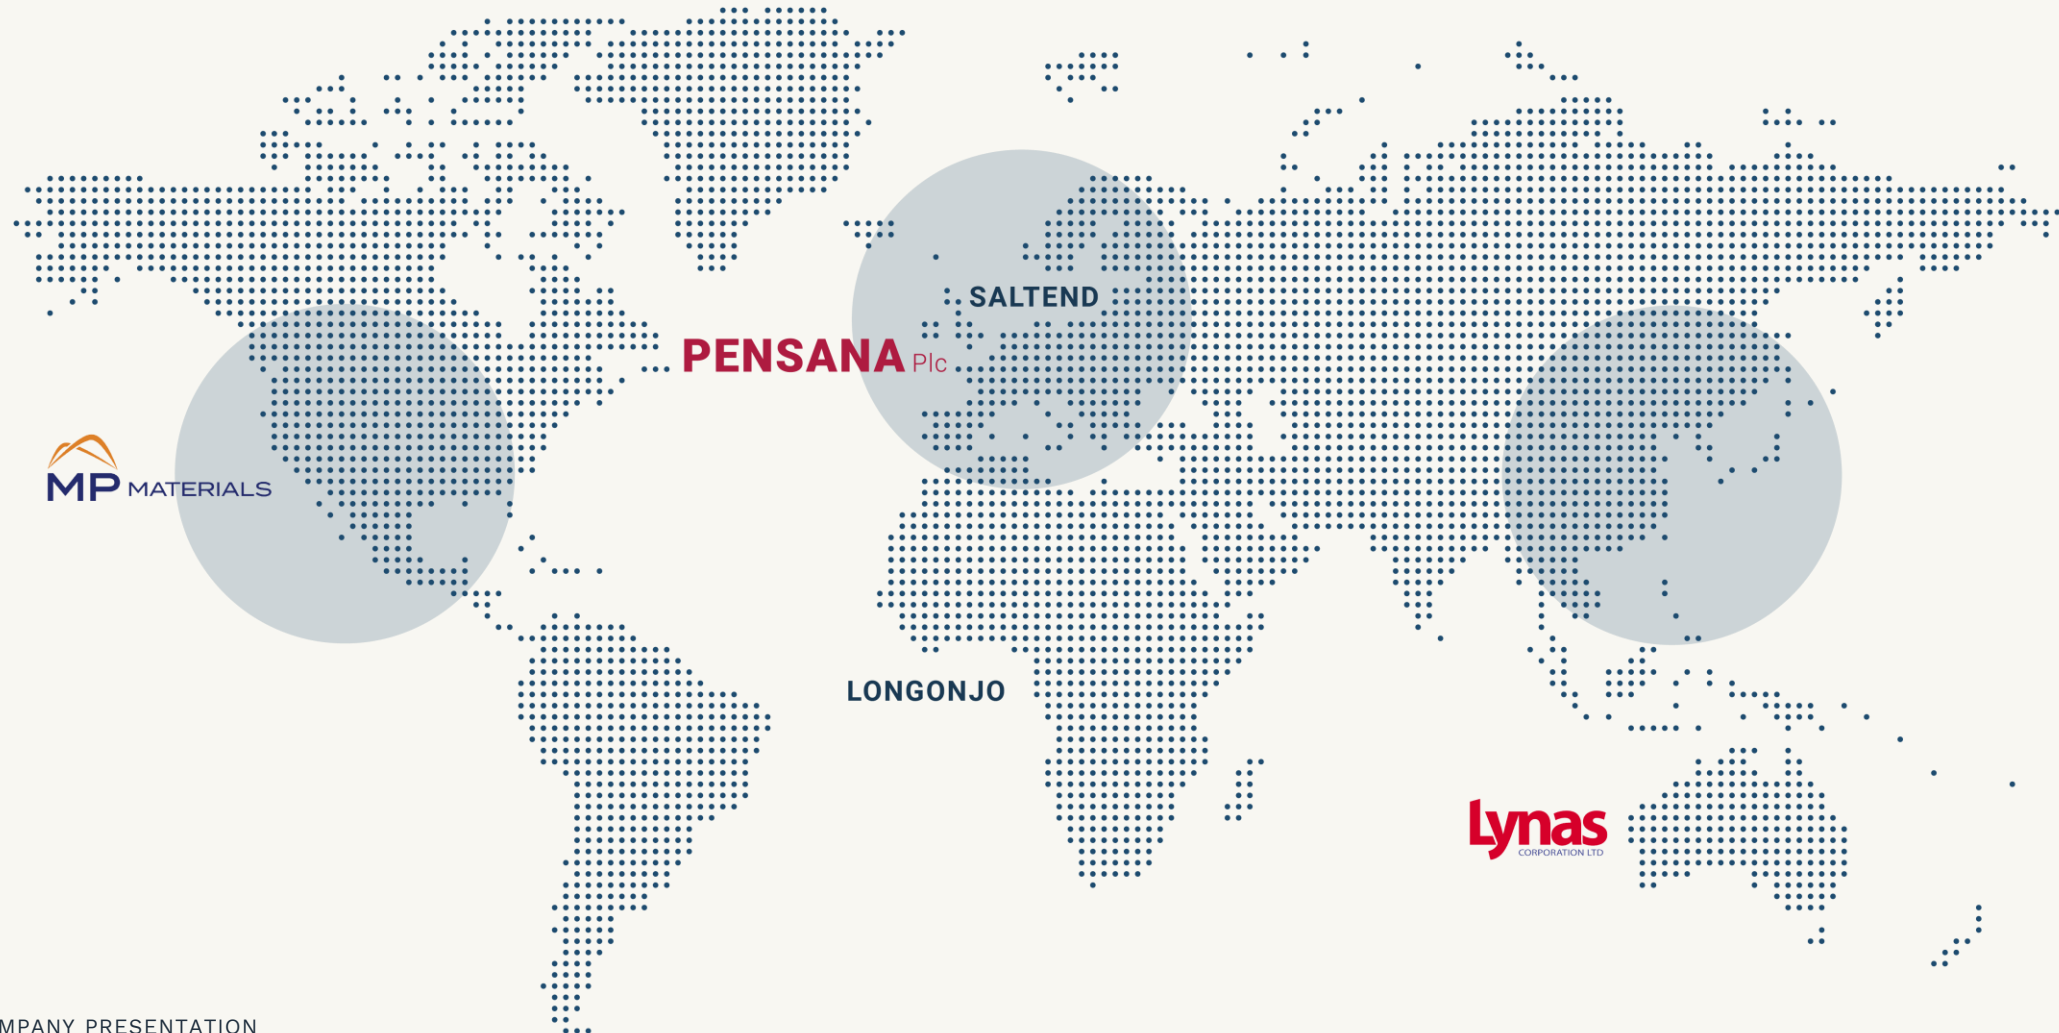 SALTEND
PENSANA Plc
MP MATERIALS
LONGONJO
Lynas
CORPORATION LTD
MPANY PRESENTATION